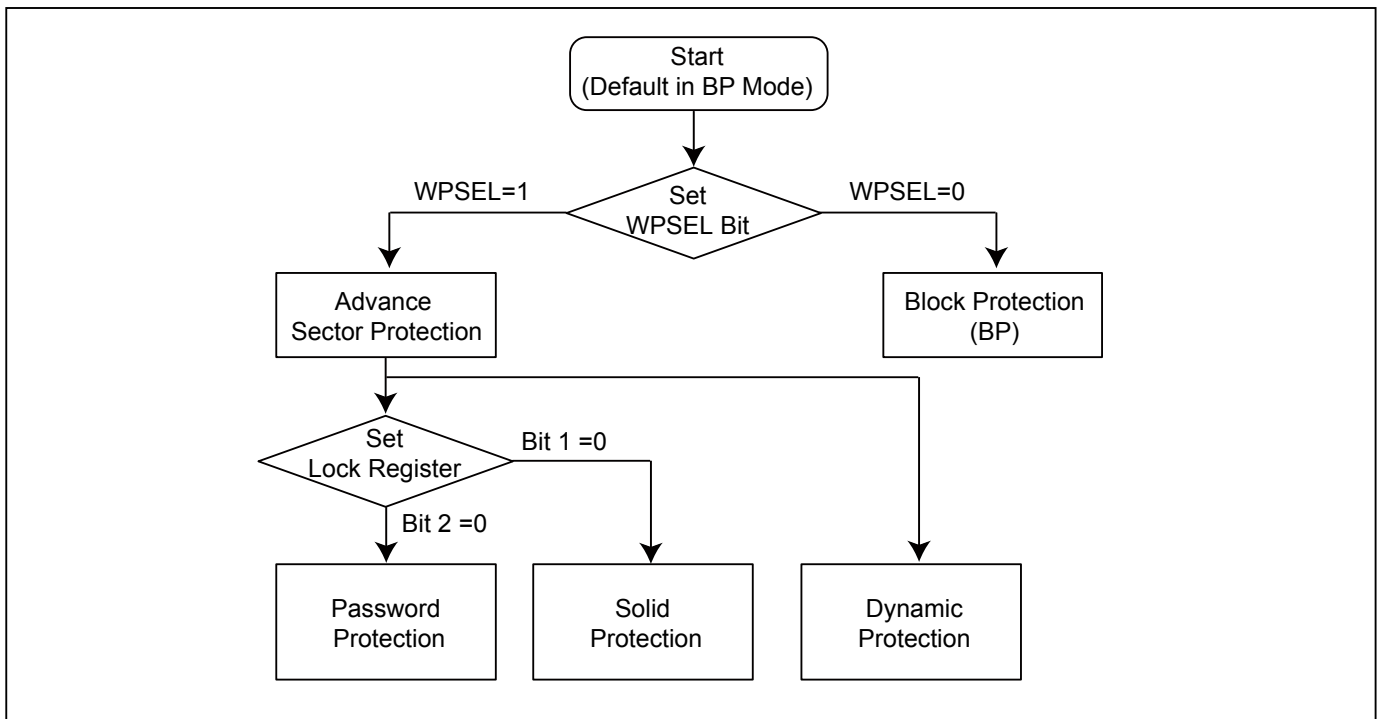 Start
(Default in BP Mode)
WPSEL=1
Set
WPSEL Bit
WPSEL=0
Advance
Sector Protection
Block Protection
(BP)
Set
Lock Register
Bit 1 =0
Bit 2 =0
Password
Protection
Solid
Protection
Dynamic
Protection